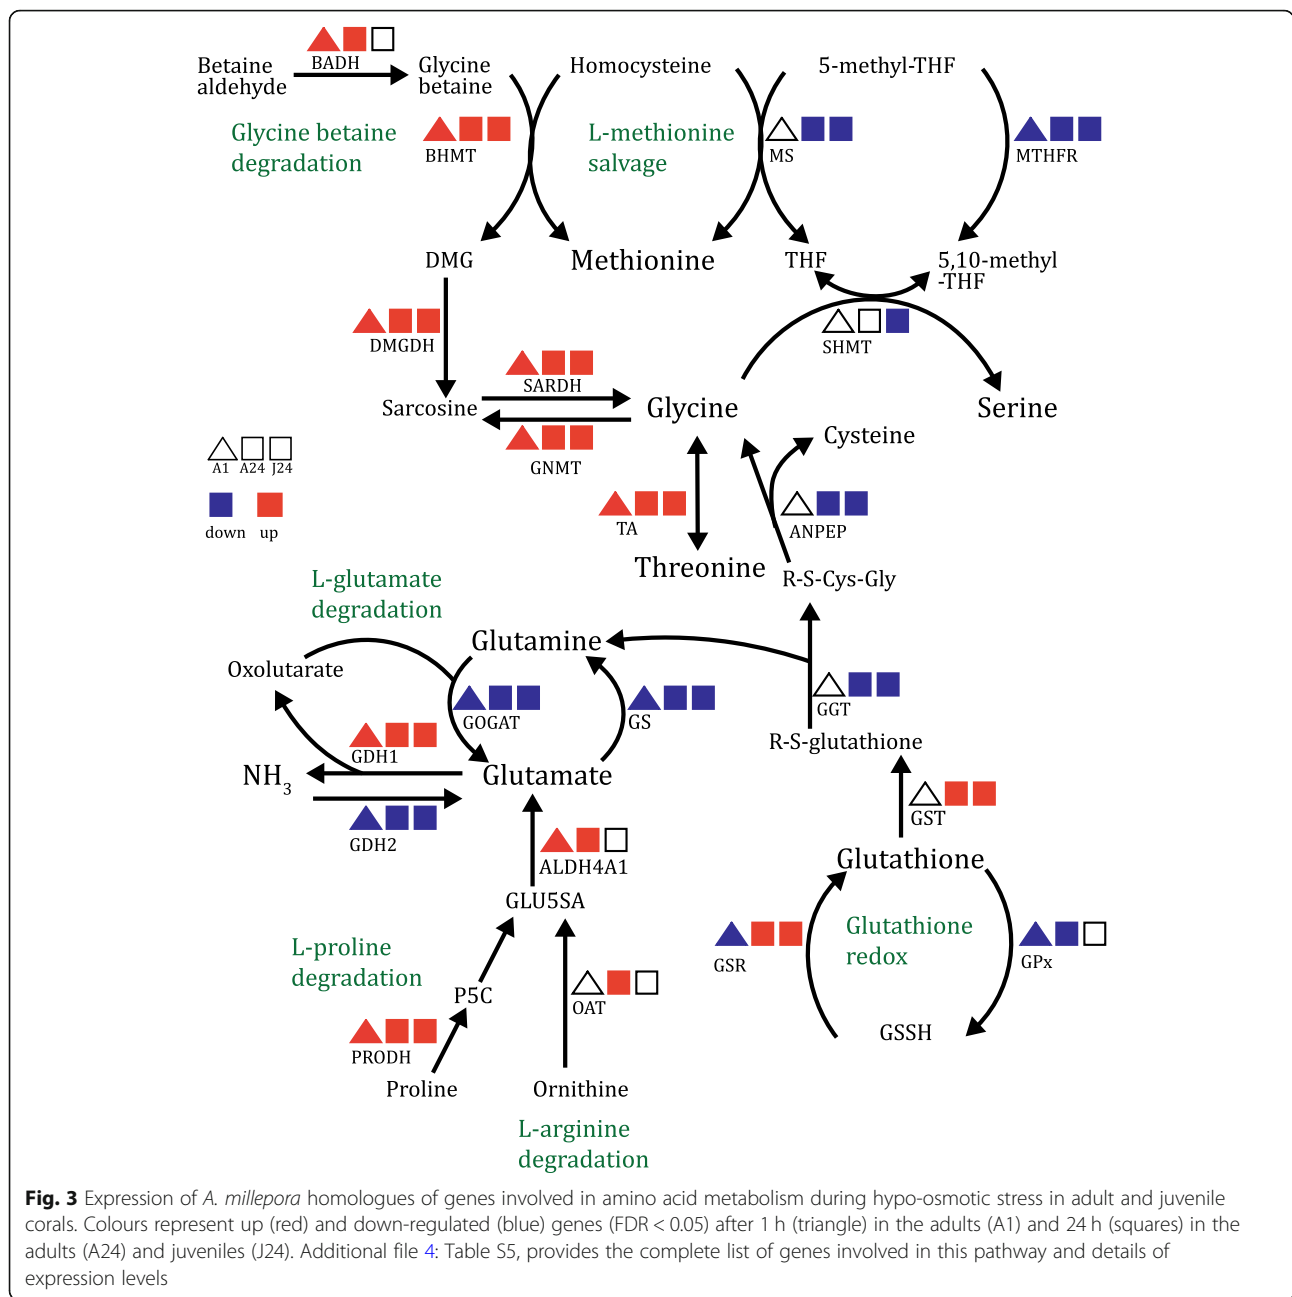 BADH
Betaine
aldehyde
Glycine
betaine
Homocysteine
5-methyl-THF
Glycine betaine
degradation
BHMT
L-methionine
salvage
MS
MTHFR
DMG
Methionine
THF
5,10-methyl
-THF
DMGDH
SHMT
SARDH
Sarcosine
Glycine
Serine
GNMT
Cysteine
A1 A24 J24
down up
TA
ANPEP
Threonine
R-S-Cys-Gly
L-glutamate
degradation
Glutamine
Oxolutarate
GOGAT
GS
GGT
GDH1
R-S-glutathione
NH3
Glutamate
GDH2
GST
ALDH4A1
Glutathione
GLU5SA
L-proline
degradation
Glutathione
redox
GSR
GPx
P5C
OAT
GSSH
PRODH
Proline
Ornithine
L-arginine
degradation
Fig. 3 Expression of A. millepora homologues of genes involved in amino acid metabolism during hypo-osmotic stress in adult and juvenile
corals. Colours represent up (red) and down-regulated (blue) genes (FDR < 0.05) after 1 h (triangle) in the adults (A1) and 24 h (squares) in the
adults (A24) and juveniles (J24). Additional file 4: Table S5, provides the complete list of genes involved in this pathway and details of
expression levels